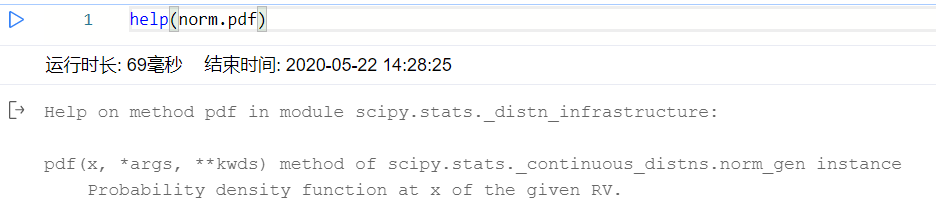 1 help(norm.pdf)
运行时长: 69毫秒 结束时间: 2020-05-22 14:28:25
Help on method pdf in module scipy.stats._distn_infrastructure:
pdf(x, *args, **kwds) method of scipy.stats._continuous_distns.norm_gen instance
Probability density function at x of the given RV.